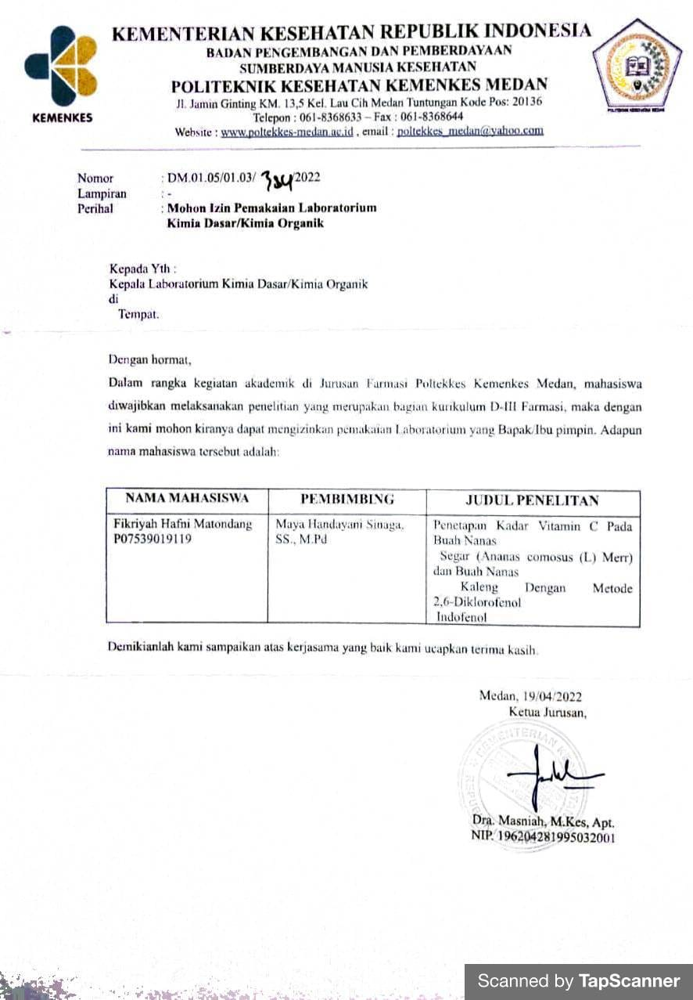 KEMENTERIAN KESEHATAN REPUBLIK INDONESIA
BADAN PENGEMBANGAN DAN PEMBERDAYAAN
SUMBERDAYA MANUSIA KESEHATAN
POLITEKNIK KESEHATAN KEMENKES MEDAN
Jl. Jamin Ginting KM. 13,5 Kel. Lau Cih Medan Tuntungan Kode Pos: 20136
Telepon : 061-8368633 – Fax : 061-8368644
Website : www.poltekkes-medan.ac.id , email : poltekkes_medan@yahoo.com
KEMENKES
Nomor : DM.01.05/01.03/ /2022
Lampiran : -
Perihal : Mohon Izin Pemakaian Laboratorium
Kimia Dasar/Kimia Organik
Kepada Yth :
Kepala Laboratorium Kimia Dasar/Kimia Organik
di
Tempat.
Dengan hormat,
Dalam rangka kegiatan akademik di Jurusan Farmasi Poltekkes Kemenkes Medan, mahasiswa
diwajibkan melaksanakan penelitian yang merupakan bagian kurikulum D-III Farmasi, maka dengan
ini kami mohon kiranya dapat mengizinkan pemakaian Laboratorium yang Bapak/Ibu pimpin. Adapun
nama mahasiswa tersebut adalah:
NAMA MAHASISWA PEMBIMBING JUDUL PENELITAN
Fikriyah Hafni Matondang
P07539019119
Maya Handayani Sinaga,
SS., M.Pd
Penetapan Kadar Vitamin C Pada
Buah Nanas
Segar (Ananas comosus (L) Merr)
dan Buah Nanas
Kaleng Dengan Metode
2,6-Diklorofenol
Indofenol
Demikianlah kami sampaikan atas kerjasama yang baik kami ucapkan terima kasih.
Medan, 19/04/2022
Ketua Jurusan,
Dra. Masniah, M.Kes, Apt.
NIP. 196204281995032001
Scanned by TapScanner